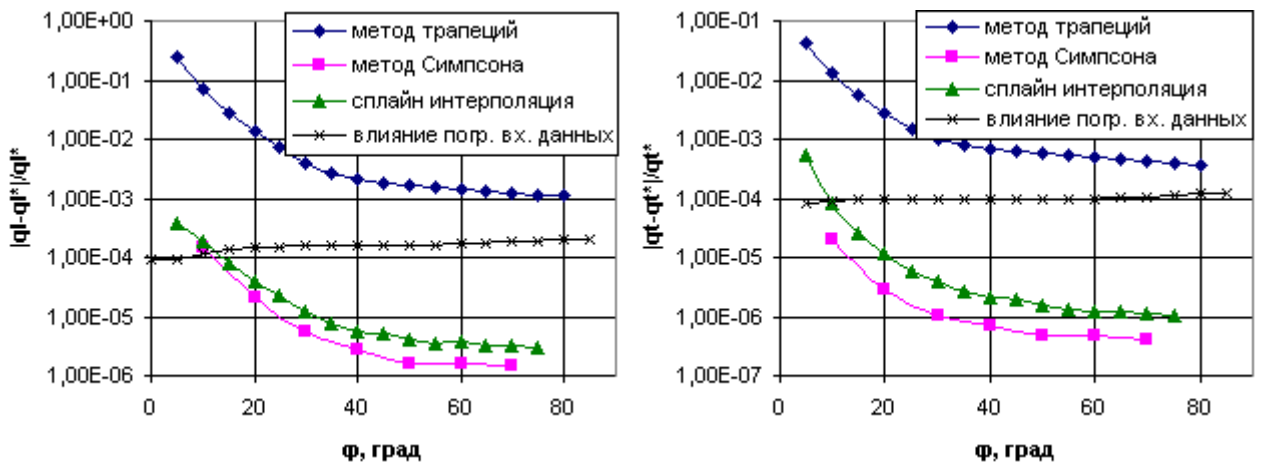 1,00E+00
1,00E-01
1,00E-02
1,00E-03
1,00E-04
1,00E-05
1,00E-06
|ql-ql*|/ql*
метод трапеций
метод Симпсона
сплайн интерполяция
влияние погр. вх. данных
0
20
40
60
80
φ, град
1,00E-01
1,00E-02
1,00E-03
1,00E-04
1,00E-05
1,00E-06
1,00E-07
|qt-qt*|/qt*
метод трапеций
метод Симпсона
сплайн интерполяция
влияние погр. вх. данных
0
20
40
60
80
φ, град